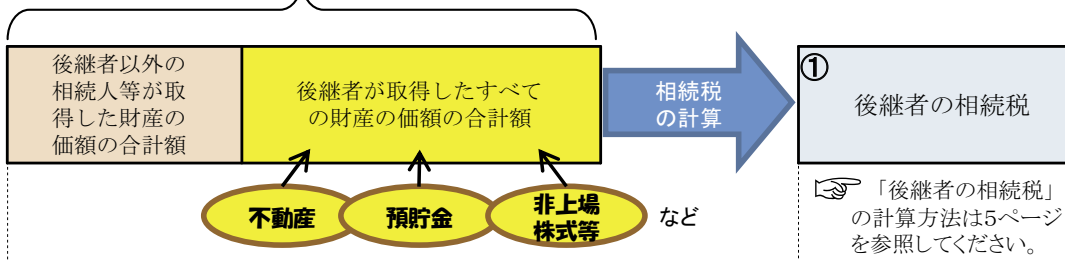 後継者以外の
相続人等が取
得した財産の
価額の合計額
後継者が取得したすべて
の財産の価額の合計額
相続税
の計算
①
後継者の相続税
不動産
預貯金
非上場
株式等
など
☞「後継者の相続税」
の計算方法は5ページ
を参照してください。